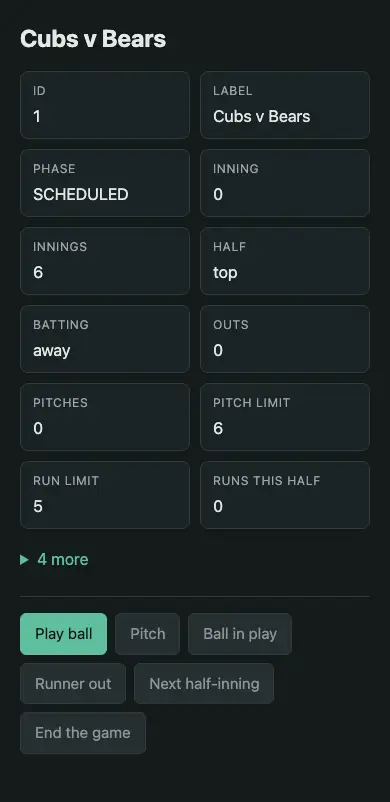 Cubs v Bears
ID
1
LABEL
Cubs v Bears
PHASE
SCHEDULED
INNING
0
INNINGS
6
HALF
top
BATTING
away
OUTS
0
PITCHES
0
PITCH LIMIT
6
RUN LIMIT
5
RUNS THIS HALF
0
4 more
Play ball
Pitch
Ball in play
Runner out
Next half-inning
End the game